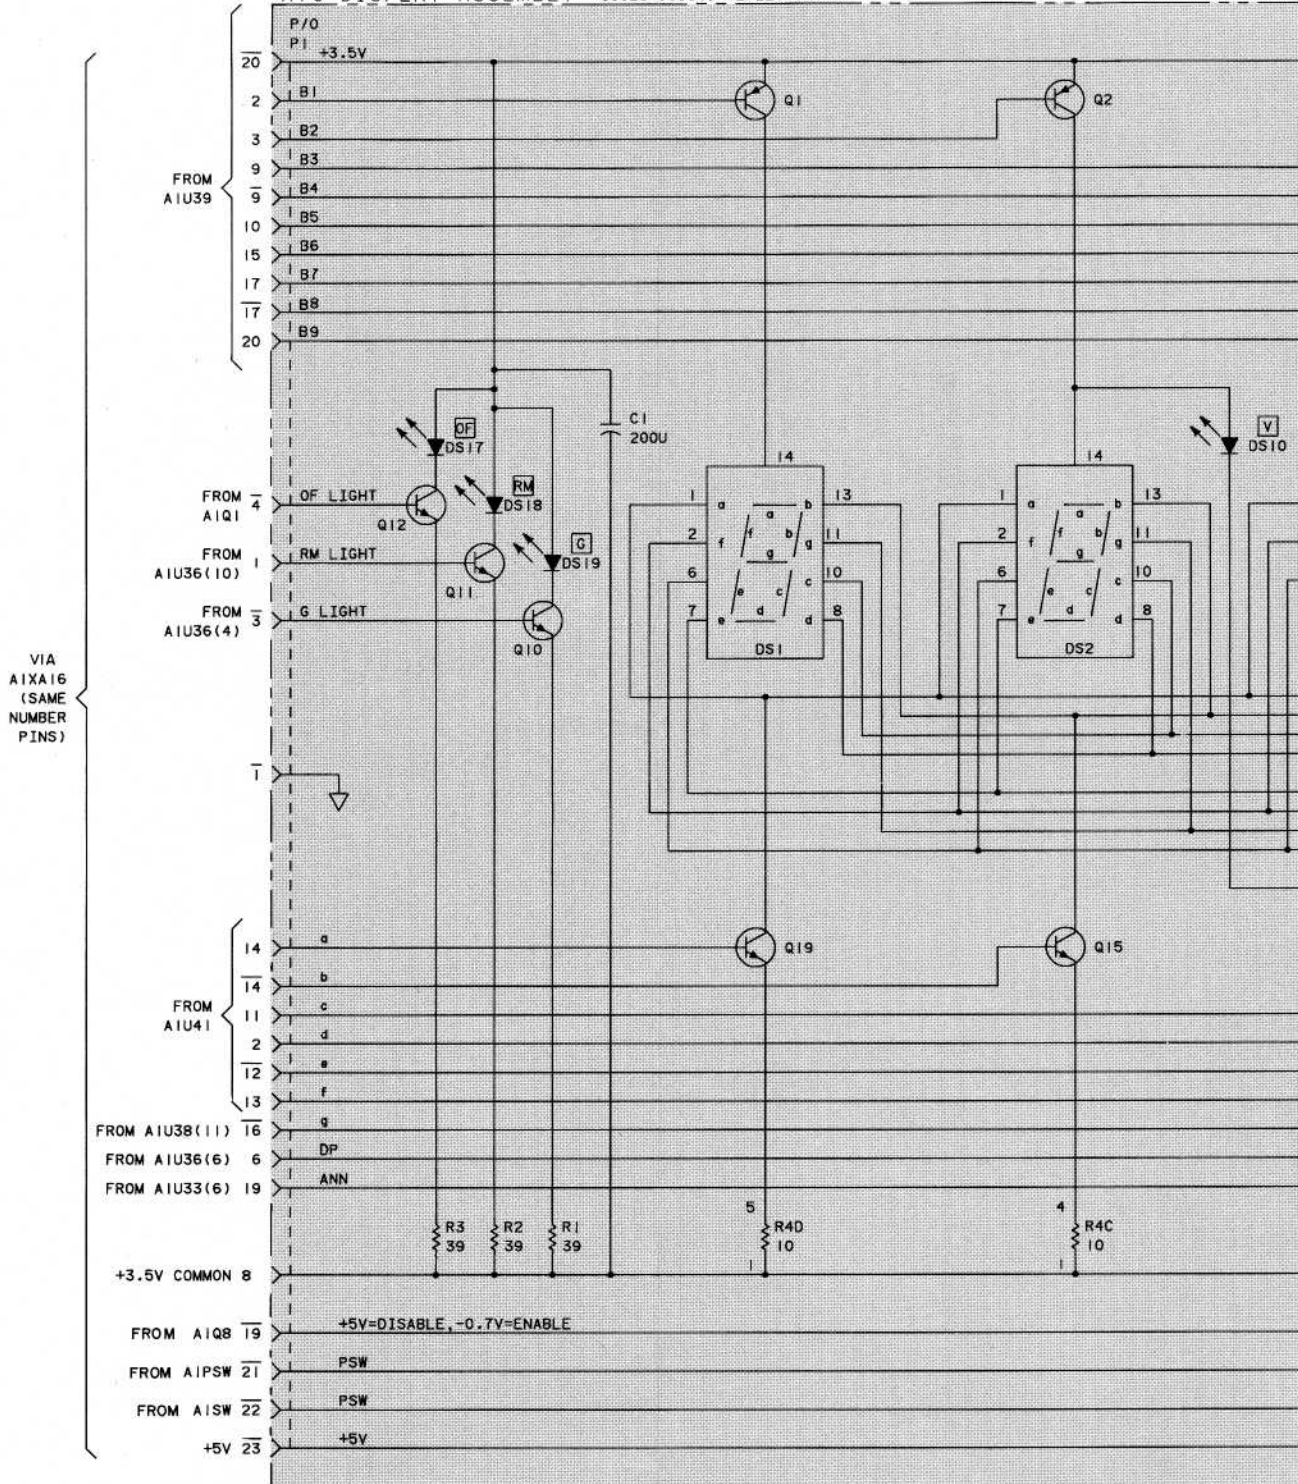 DISPLAY ASSEMBLY
P/O
P1
+3.5V
20
2 B1
Q1
Q2
3 B2
9 B3
FROM
A1U39
9 B4
10 B5
15 B6
17 B7
17 B8
20 B9
OF
DS17
C1
200U
V
DS10
FROM
A1Q1
4 OF LIGHT
Q12
RM
DS18
FROM
A1U36(10)
1 RM LIGHT
Q11
G
DS19
FROM
A1U36(4)
3 G LIGHT
Q10
14
1 a a b 13
2 f f b g 11
g
6 e c c 10
7 e d d 8
DS1
14
1 a a b 13
2 f f b g 11
g
6 e c c 10
7 e d d 8
DS2
VIA
A1XA16
(SAME
NUMBER
PINS)
1
14 a
Q19
Q15
14 b
FROM
A1U41
11 c
2 d
12 e
13 f
FROM A1U38(11) 16 g
FROM A1U36(6) 6 DP
FROM A1U33(6) 19 ANN
R3
39
R2
39
R1
39
5
R4D
10
1
4
R4C
10
1
+3.5V COMMON 8
FROM A1Q8 19 +5V=DISABLE,-0.7V=ENABLE
FROM A1PSW 21 PSW
FROM A1SW 22 PSW
+5V 23 +5V